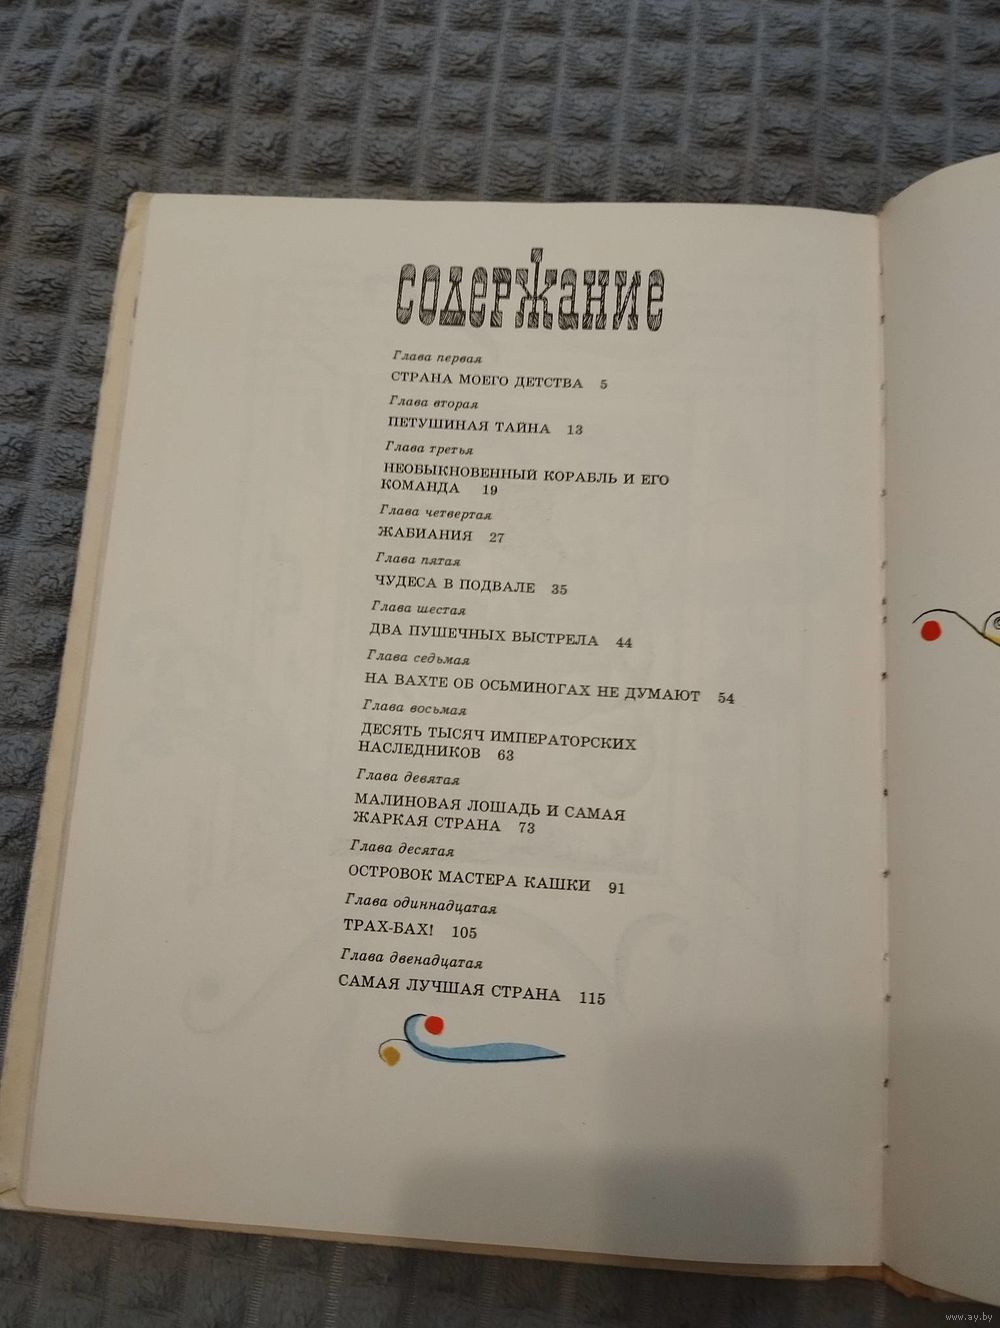 содержание
Глава первая
СТРАНА МОЕГО ДЕТСТВА 5
Глава вторая
ПЕТУШИНАЯ ТАЙНА 13
Глава третья
НЕОБЫКНОВЕННЫЙ КОРАБЛЬ И ЕГО
КОМАНДА 19
Глава четвертая
ЖАБИАНИЯ 27
Глава пятая
ЧУДЕСА В ПОДВАЛЕ 35
Глава шестая
ДВА ПУШЕЧНЫХ ВЫСТРЕЛА 44
Глава седьмая
НА ВАХТЕ ОБ ОСЬМИНОГАХ НЕ ДУМАЮТ 54
Глава восьмая
ДЕСЯТЬ ТЫСЯЧ ИМПЕРАТОРСКИХ
НАСЛЕДНИКОВ 63
Глава девятая
МАЛИНОВАЯ ЛОШАДЬ И САМАЯ
ЖАРКАЯ СТРАНА 73
Глава десятая
ОСТРОВОК МАСТЕРА КАШКИ 91
Глава одиннадцатая
ТРАХ-БАХ! 105
Глава двенадцатая
САМАЯ ЛУЧШАЯ СТРАНА 115
www.ay.by